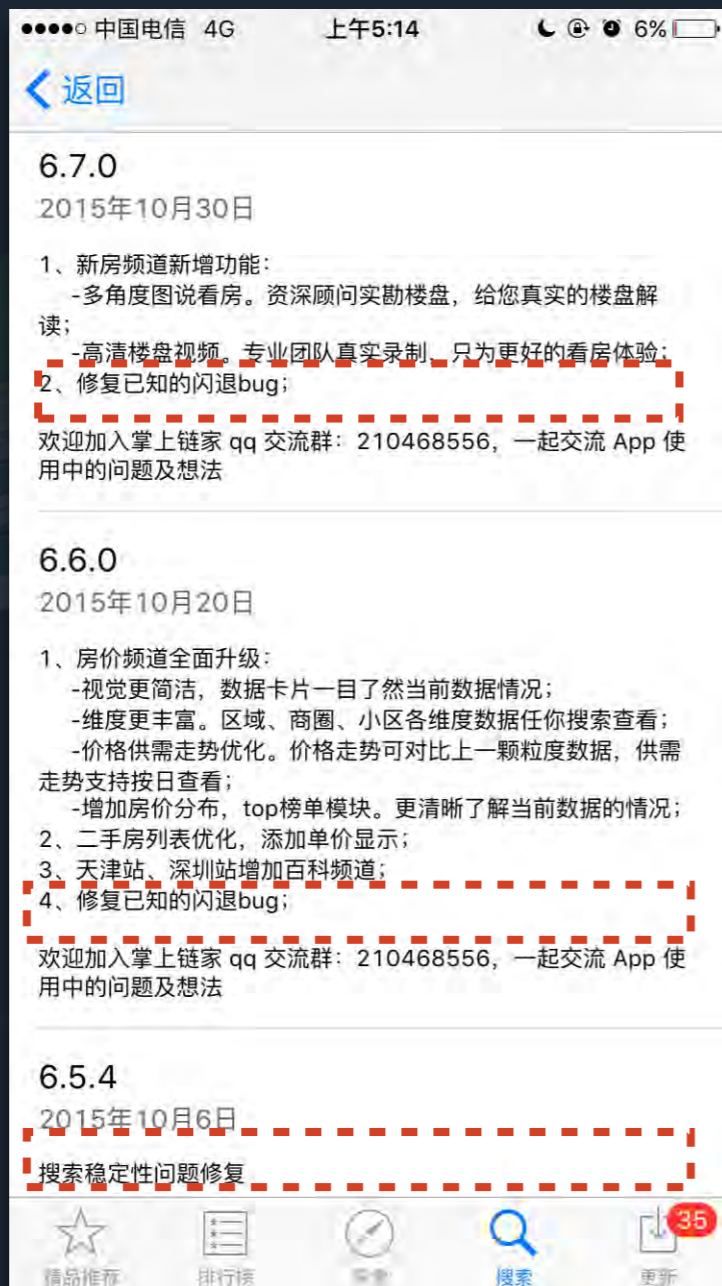 中国电信 4G 上午5:14 6%
返回
6.7.0
2015年10月30日
1、新房频道新增功能：
-多角度图说看房。资深顾问实勘楼盘，给您真实的楼盘解
读；
-高清楼盘视频。专业团队真实录制，只为更好的看房体验；
2、修复已知的闪退bug；
欢迎加入掌上链家 qq 交流群：210468556，一起交流 App 使
用中的问题及想法
6.6.0
2015年10月20日
1、房价频道全面升级：
-视觉更简洁，数据卡片一目了然当前数据情况；
-维度更丰富。区域、商圈、小区各维度数据任你搜索查看；
-价格供需走势优化。价格走势可对比上一颗粒度数据，供需
走势支持按日查看；
-增加房价分布，top榜单模块。更清晰了解当前数据的情况；
2、二手房列表优化，添加单价显示；
3、天津站、深圳站增加百科频道；
4、修复已知的闪退bug；
欢迎加入掌上链家 qq 交流群：210468556，一起交流 App 使
用中的问题及想法
6.5.4
2015年10月6日
搜索稳定性问题修复
35
精品推荐 排行榜 探索 搜索 更新